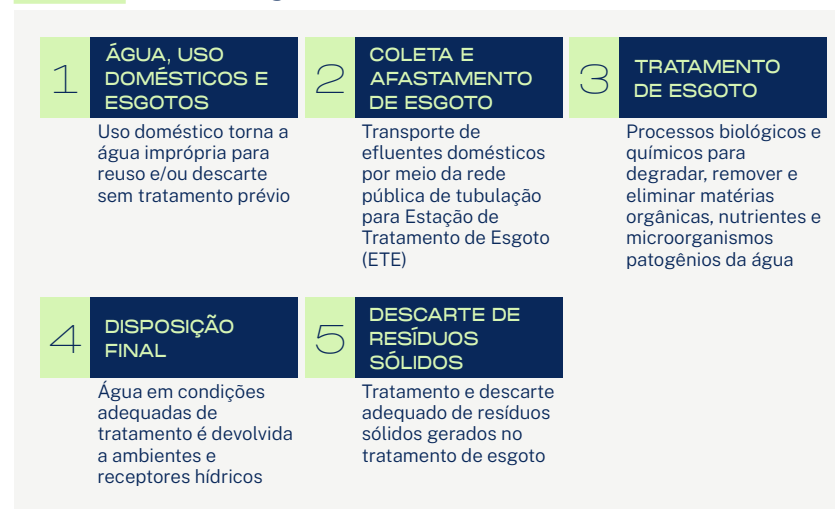 1
ÁGUA, USO
DOMÉSTICOS E
ESGOTOS
Uso doméstico torna a
água imprópria para
reuso e/ou descarte
sem tratamento prévio
2
COLETA E
AFASTAMENTO
DE ESGOTO
Transporte de
efluentes domésticos
por meio da rede
pública de tubulação
para Estação de
Tratamento de Esgoto
(ETE)
3
TRATAMENTO
DE ESGOTO
Processos biológicos e
químicos para
degradar, remover e
eliminar matérias
orgânicas, nutrientes e
microorganismos
patogênios da água
4
DISPOSIÇÃO
FINAL
Água em condições
adequadas de
tratamento é devolvida
a ambientes e
receptores hídricos
5
DESCARTE DE
RESÍDUOS
SÓLIDOS
Tratamento e descarte
adequado de resíduos
sólidos gerados no
tratamento de esgoto